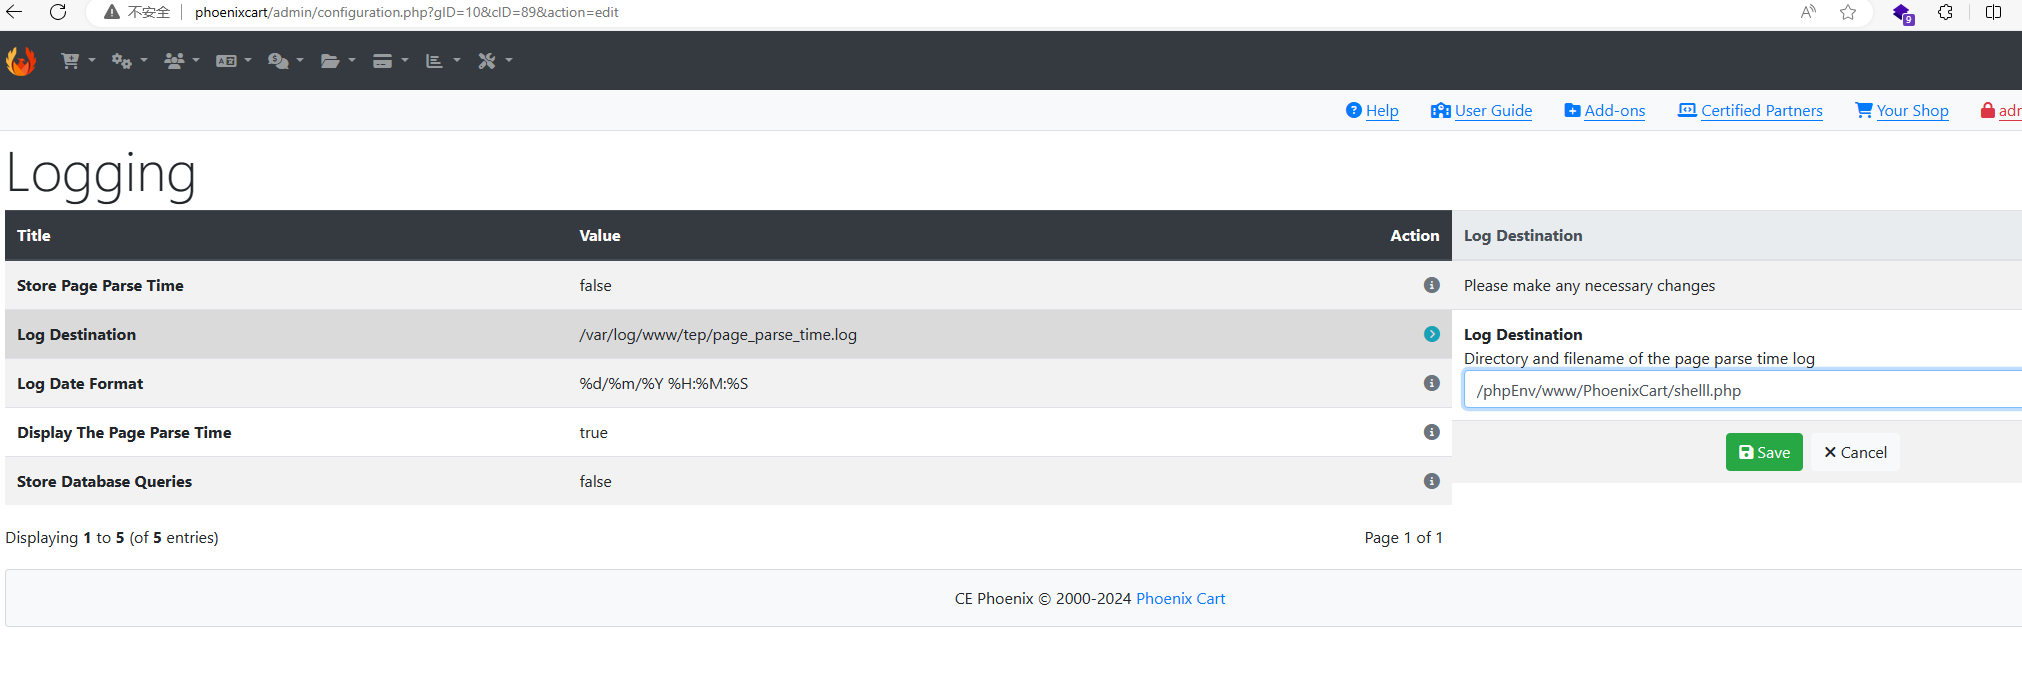 不安全 phoenixcart/admin/configuration.php?gID=10&cID=89&action=edit
9
Help User Guide Add-ons Certified Partners Your Shop
Logging
Title Value Action
Store Page Parse Time false
Log Destination /var/log/www/tep/page_parse_time.log
Log Date Format %d/%m/%Y %H:%M:%S
Display The Page Parse Time true
Store Database Queries false
Displaying 1 to 5 (of 5 entries) Page 1 of 1
Log Destination
Please make any necessary changes
Log Destination
Directory and filename of the page parse time log
/phpEnv/www/PhoenixCart/shelll.php
Save Cancel
CE Phoenix © 2000-2024 Phoenix Cart